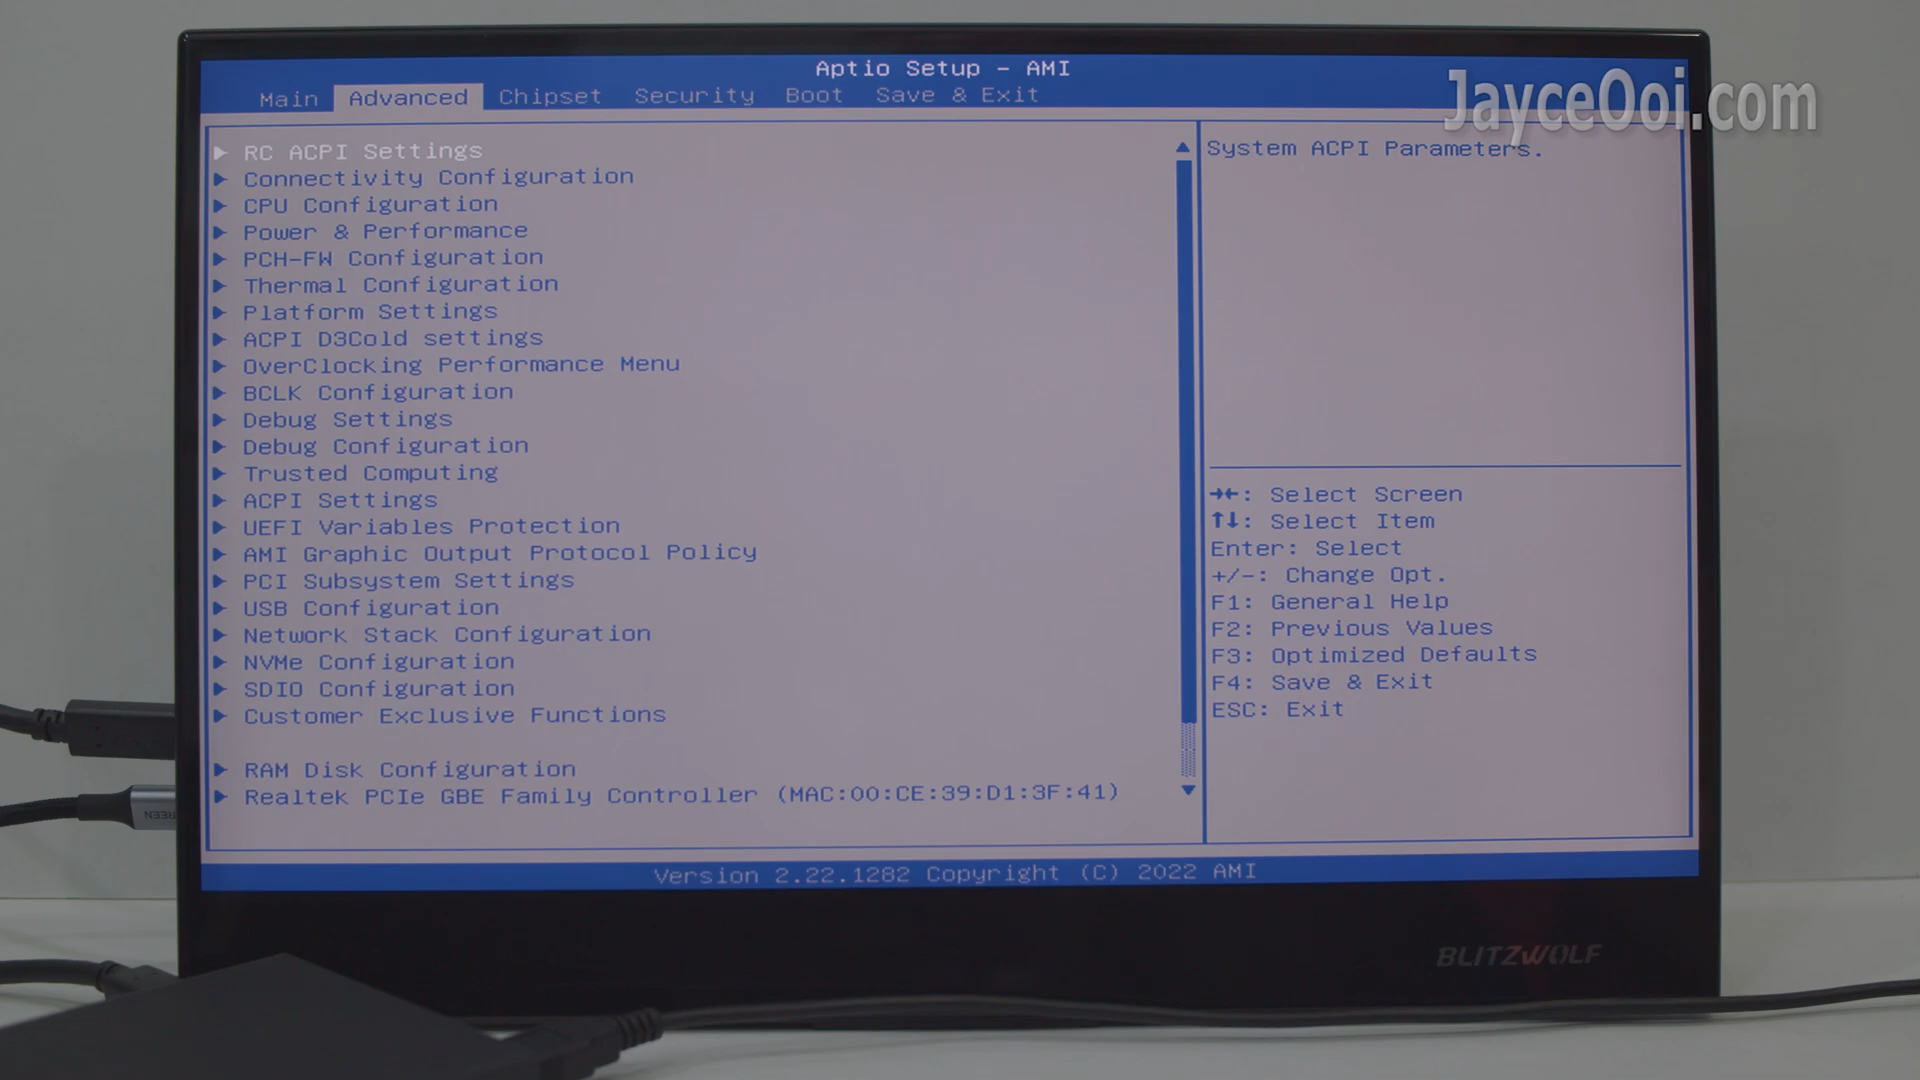 Aptio Setup – AMI
JayceOoi.com
Main Advanced Chipset Security Boot Save & Exit
RC ACPI Settings
Connectivity Configuration
CPU Configuration
Power & Performance
PCH-FW Configuration
Thermal Configuration
Platform Settings
ACPI D3Cold settings
OverClocking Performance Menu
BCLK Configuration
Debug Settings
Debug Configuration
Trusted Computing
ACPI Settings
UEFI Variables Protection
AMI Graphic Output Protocol Policy
PCI Subsystem Settings
USB Configuration
Network Stack Configuration
NVMe Configuration
SDIO Configuration
Customer Exclusive Functions
RAM Disk Configuration
Realtek PCIe GBE Family Controller (MAC:00:CE:39:D1:3F:41)
System ACPI Parameters.
→←: Select Screen
↑↓: Select Item
Enter: Select
+/-: Change Opt.
F1: General Help
F2: Previous Values
F3: Optimized Defaults
F4: Save & Exit
ESC: Exit
Version 2.22.1282 Copyright (C) 2022 AMI
BLITZWOLF
REEN